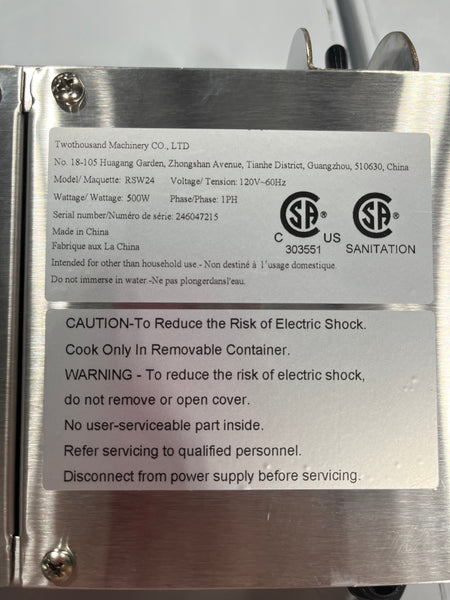 Twothousand Machinery CO., LTD
No. 18-105 Huagang Garden, Zhongshan Avenue, Tianhe District, Guangzhou, 510630, China
Model/ Maquette: RSW24 Voltage/ Tension: 120V~60Hz
Wattage/ Wattage: 500W Phase/Phase: 1PH
Serial number/Numéro de série: 246047215
Made in China
Fabrique aux La China
SA ®
C US
303551
SA ®
SANITATION
Intended for other than household use - Non destiné à l'usage domestique.
Do not immerse in water.-Ne pas plongerdansl'eau.
CAUTION-To Reduce the Risk of Electric Shock.
Cook Only In Removable Container.
WARNING - To reduce the risk of electric shock,
do not remove or open cover.
No user-serviceable part inside.
Refer servicing to qualified personnel.
Disconnect from power supply before servicing.